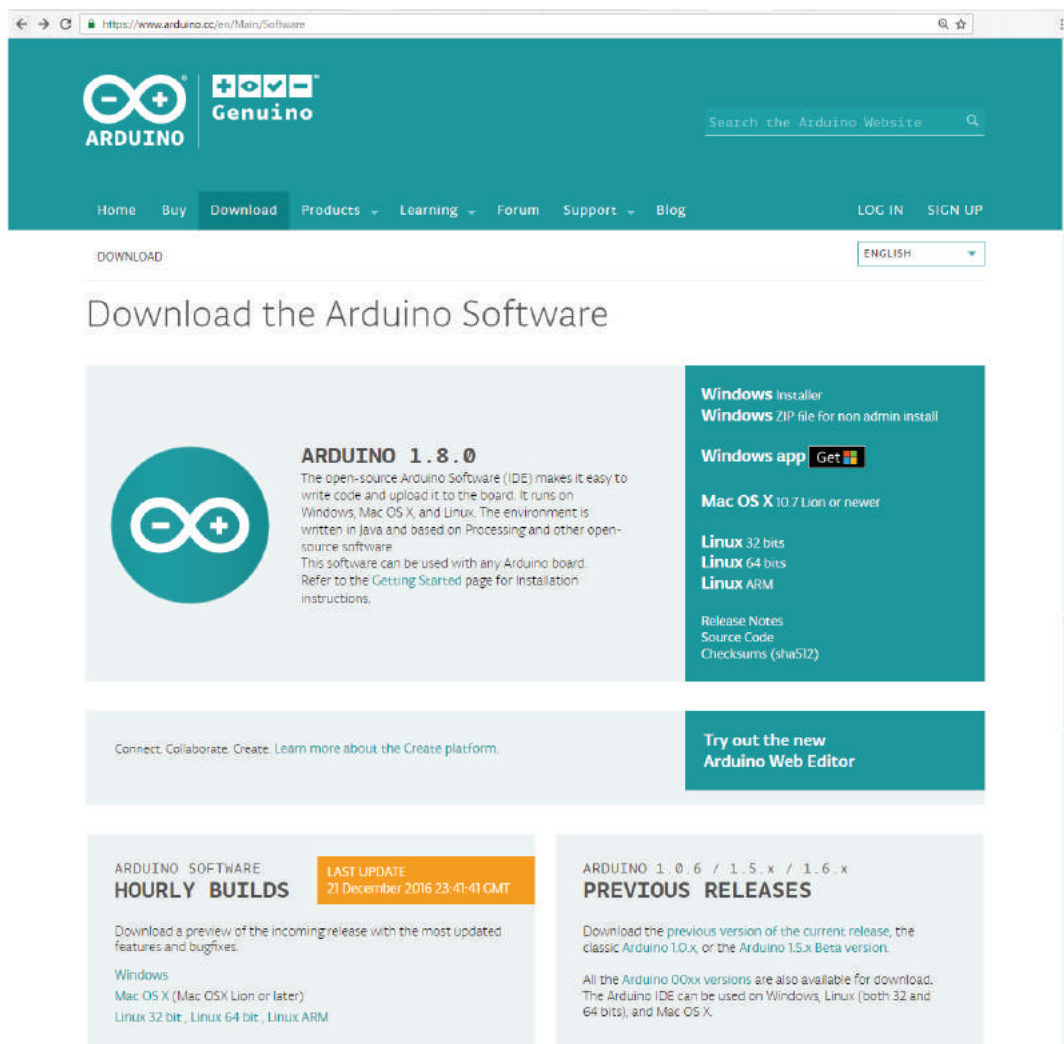 https://www.arduino.cc/en/Main/Software
ARDUINO
Genuino
Search the Arduino Website
Home Buy Download Products Learning Forum Support Blog LOG IN SIGN UP
DOWNLOAD
ENGLISH
Download the Arduino Software
ARDUINO 1.8.0
The open-source Arduino Software (IDE) makes it easy to
write code and upload it to the board. It runs on
Windows, Mac OS X, and Linux. The environment is
written in Java and based on Processing and other open-
source software
This software can be used with any Arduino board.
Refer to the Getting Started page for Installation
instructions.
Windows Installer
Windows ZIP file for non admin install
Windows app Get
Mac OS X 10.7 Lion or newer
Linux 32 bits
Linux 64 bits
Linux ARM
Release Notes
Source Code
Checksums (sha512)
Connect. Collaborate. Create. Learn more about the Create platform.
Try out the new
Arduino Web Editor
ARDUINO SOFTWARE
HOURLY BUILDS
LAST UPDATE
21 December 2016 23:41:41 GMT
Download a preview of the incoming release with the most updated
features and bugfixes.
Windows
Mac OS X (Mac OSX Lion or later)
Linux 32 bit , Linux 64 bit , Linux ARM
ARDUINO 1.0.6 / 1.5.x / 1.6.x
PREVIOUS RELEASES
Download the previous version of the current release, the
classic Arduino 1.0.x, or the Arduino 1.5.x Beta version.
All the Arduino 00xx versions are also available for download.
The Arduino IDE can be used on Windows, Linux (both 32 and
64 bits), and Mac OS X.